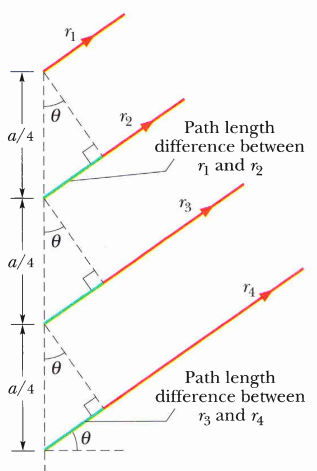 r₁
θ
r₂
a/4
Path length
difference between
r₁ and r₂
θ
r₃
a/4
r₄
θ
a/4
Path length
difference between
r₃ and r₄
θ